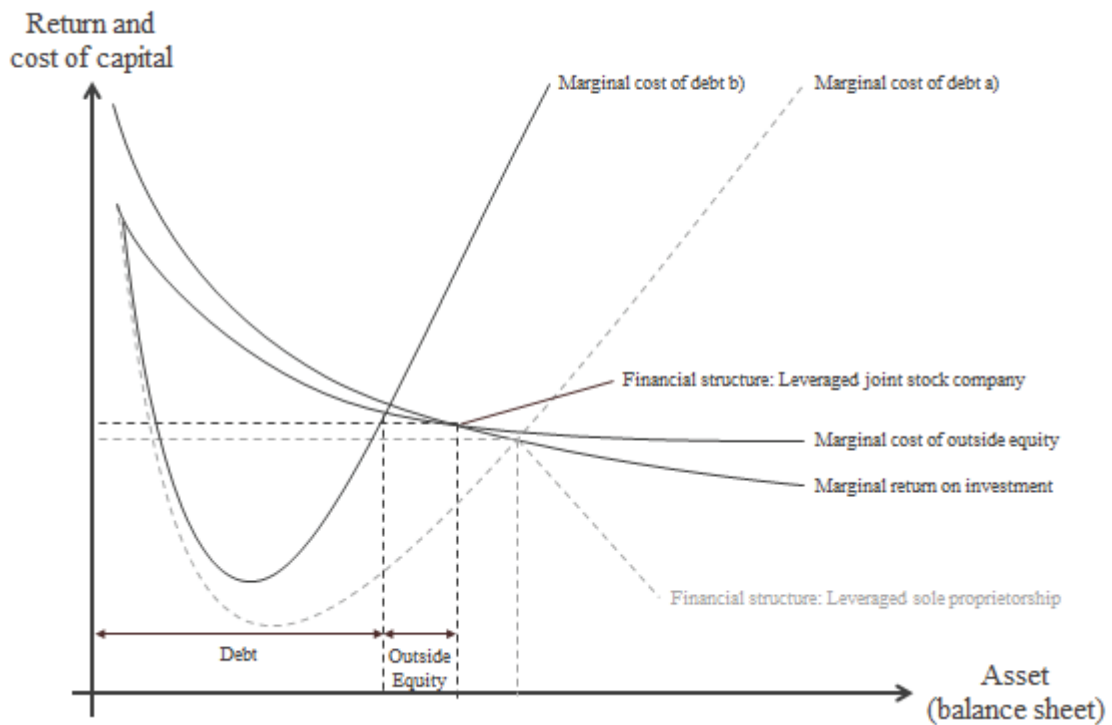 Return and
cost of capital
Marginal cost of debt b)
Marginal cost of debt a)
Financial structure: Leveraged joint stock company
Marginal cost of outside equity
Marginal return on investment
Financial structure: Leveraged sole proprietorship
Debt
Outside
Equity
Asset
(balance sheet)